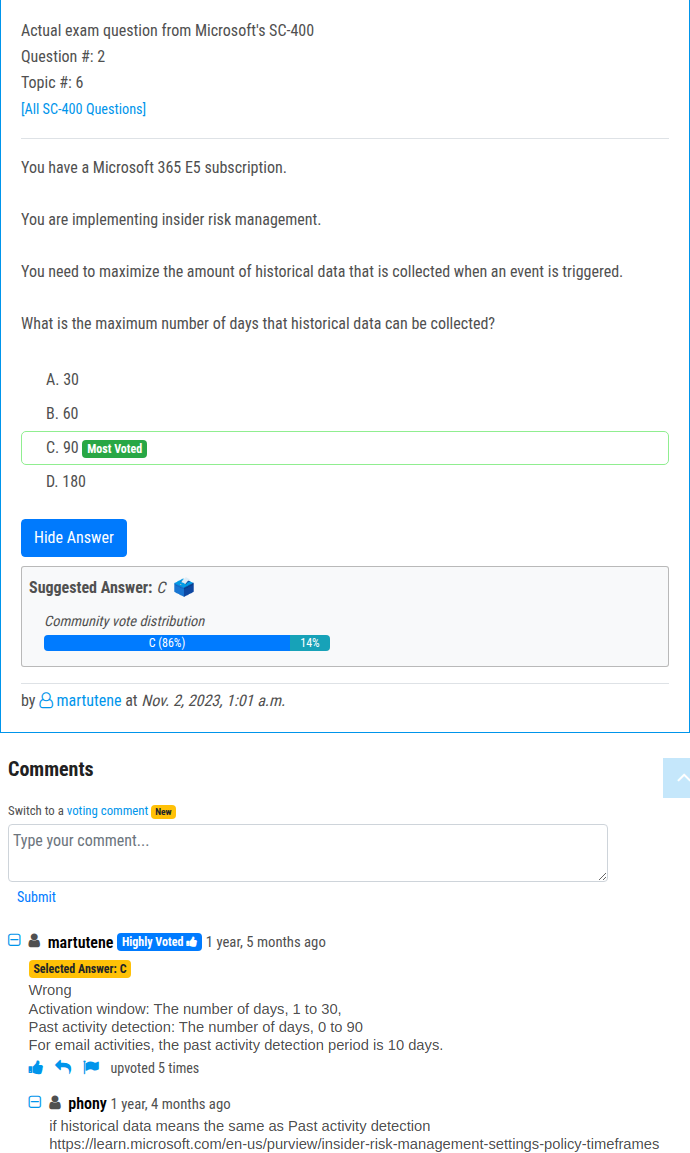 Actual exam question from Microsoft's SC-400
Question #: 2
Topic #: 6
[All SC-400 Questions]
You have a Microsoft 365 E5 subscription.
You are implementing insider risk management.
You need to maximize the amount of historical data that is collected when an event is triggered.
What is the maximum number of days that historical data can be collected?
A. 30
B. 60
C. 90 Most Voted
D. 180
Hide Answer
Suggested Answer: C
Community vote distribution
C (86%) 14%
by martutene at Nov. 2, 2023, 1:01 a.m.
Comments
Switch to a voting comment New
Type your comment...
Submit
martutene Highly Voted 1 year, 5 months ago
Selected Answer: C
Wrong
Activation window: The number of days, 1 to 30,
Past activity detection: The number of days, 0 to 90
For email activities, the past activity detection period is 10 days.
upvoted 5 times
phony 1 year, 4 months ago
if historical data means the same as Past activity detection
https://learn.microsoft.com/en-us/purview/insider-risk-management-settings-policy-timeframes